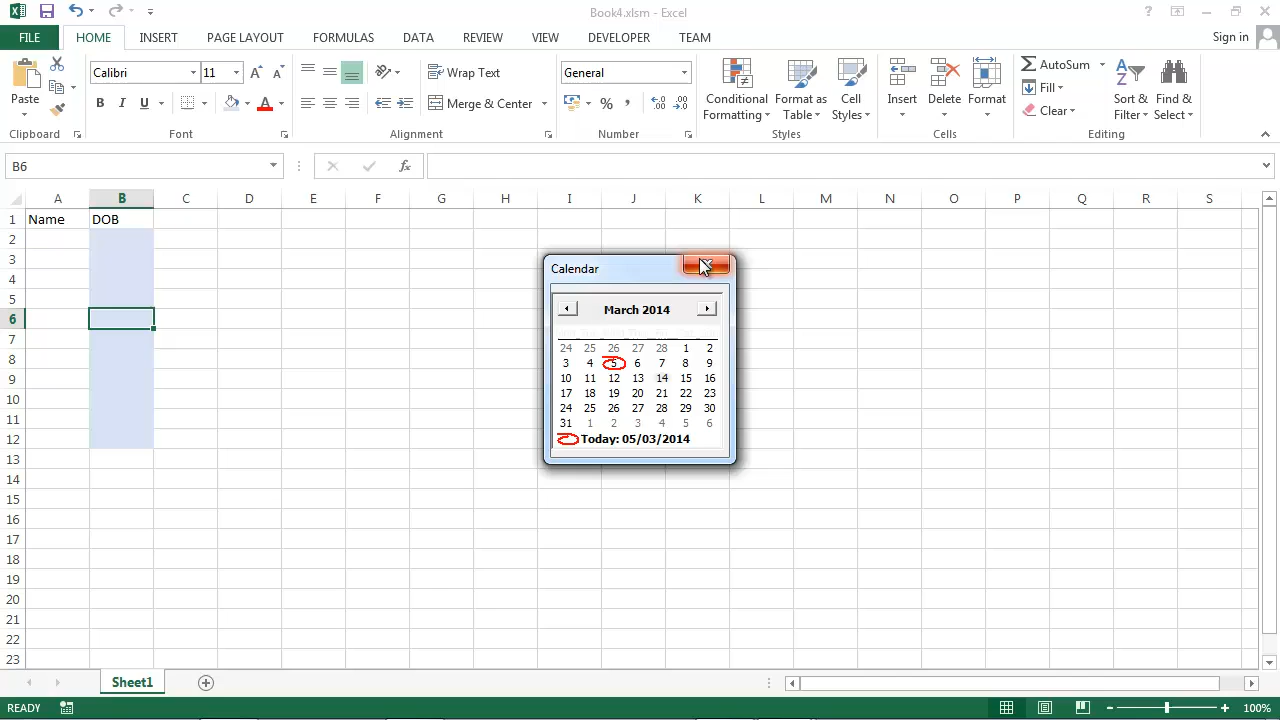 Book4.xlsm - Excel
Sign in
FILE HOME INSERT PAGE LAYOUT FORMULAS DATA REVIEW VIEW DEVELOPER TEAM
Paste
Calibri 11
B I U A
Wrap Text
Merge & Center
General
% ,
Conditional Formatting
Format as Table
Cell Styles
Insert Delete Format
AutoSum
Fill
Clear
Sort & Filter
Find & Select
Clipboard Font Alignment Number Styles Cells Editing
B6 fx
A B C D E F G H I J K L M N O P Q R S
1 Name DOB
2
3
4
5
6
7
8
9
10
11
12
13
14
15
16
17
18
19
20
21
22
23
Calendar
March 2014
24 25 26 27 28 1 2
3 4 5 6 7 8 9
10 11 12 13 14 15 16
17 18 19 20 21 22 23
24 25 26 27 28 29 30
31 1 2 3 4 5 6
Today: 05/03/2014
Sheet1
READY 100%